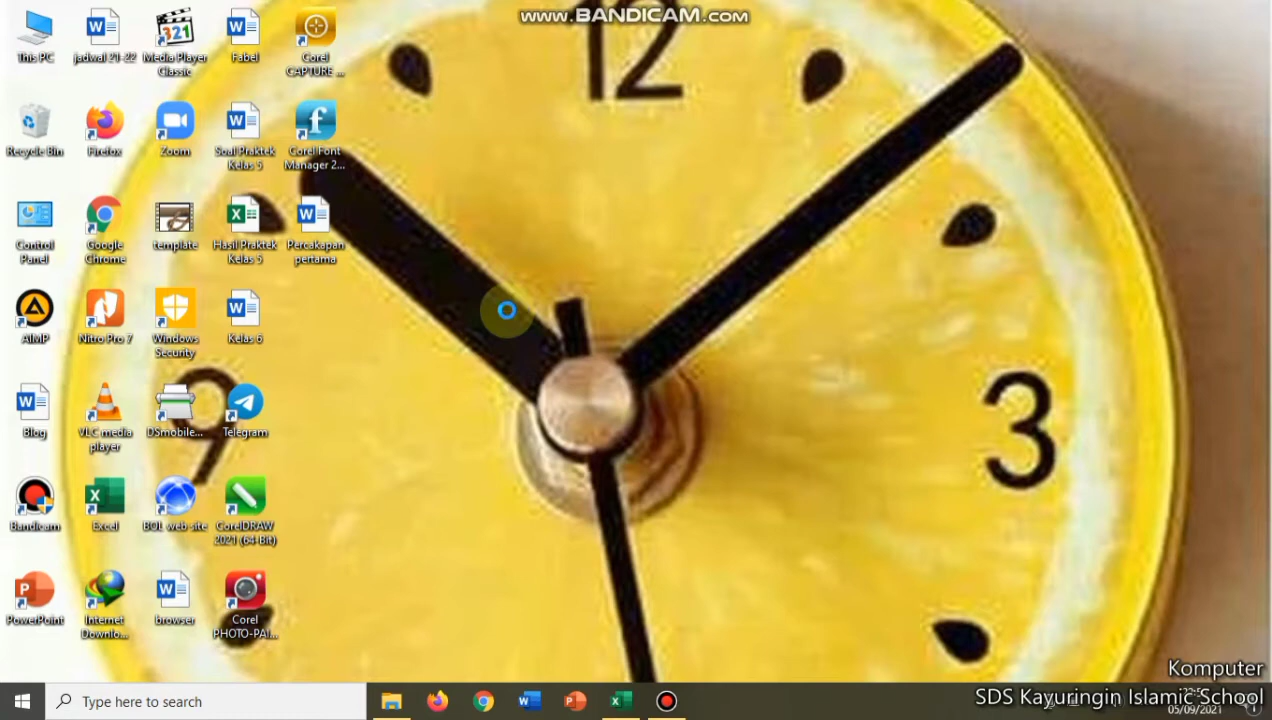 www.BANDICAM.com
This PC
jadwal 21-22
Media Player
Classic
Fabel
Corel
CAPTURE ...
Recycle Bin
Firefox
Zoom
Soal Praktek
Kelas 5
Corel Font
Manager 2...
Control
Panel
Google
Chrome
template
Hasil Praktek
Kelas 5
Percakapan
pertama
AIMP
Nitro Pro 7
Windows
Security
Kelas 6
Blog
VLC media
player
DSmobile...
Telegram
Bandicam
Excel
BOL web site
CorelDRAW
2021 (64-Bit)
PowerPoint
Internet
Downlo...
browser
Corel
PHOTO-PAI...
12
3
9
Type here to search
Komputer
SDS Kayuringin Islamic School
05/09/2021